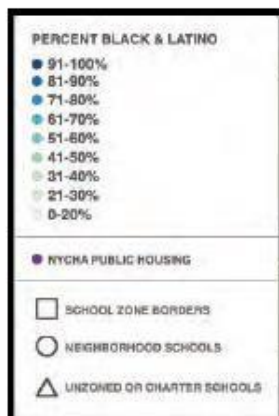 PERCENT BLACK & LATINO
91-100%
81-90%
71-80%
61-70%
51-60%
41-50%
31-40%
21-30%
0-20%
NYCHA PUBLIC HOUSING
SCHOOL ZONE BORDERS
NEIGHBORHOOD SCHOOLS
UNZONED OR CHARTER SCHOOLS